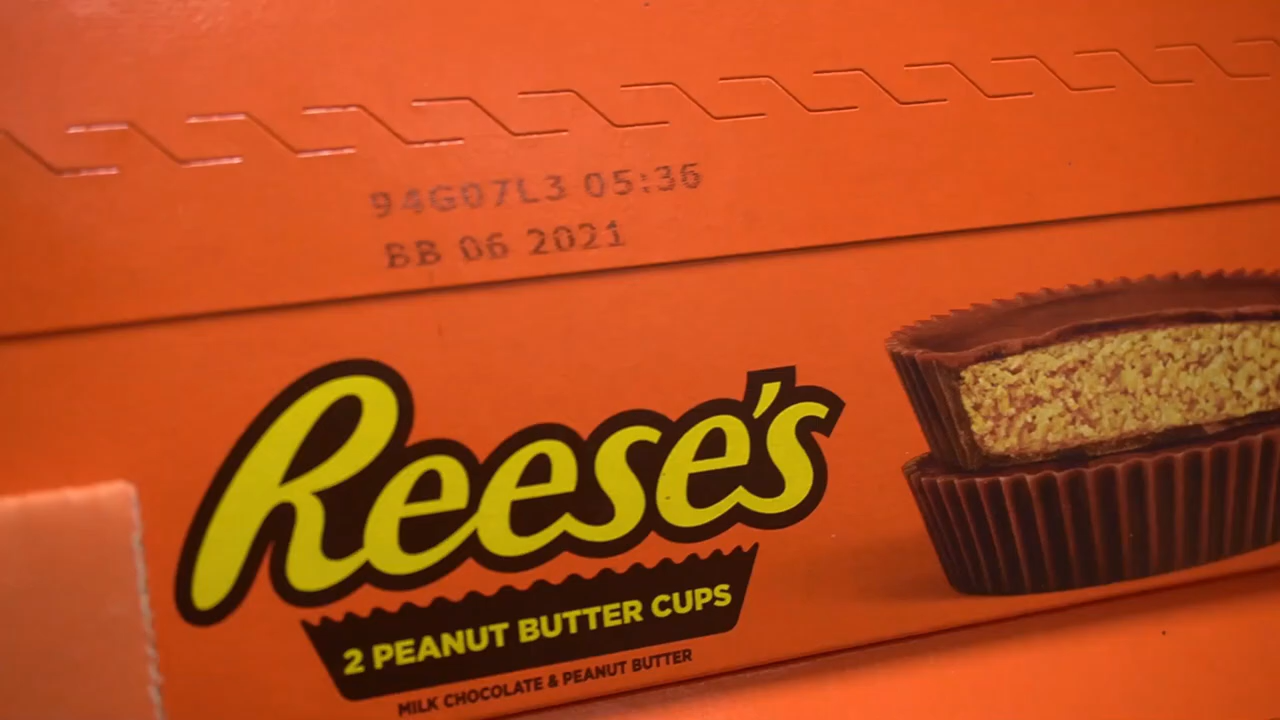 94G07L3 05:36
BB 06 2021
REESE'S
2 PEANUT BUTTER CUPS
MILK CHOCOLATE & PEANUT BUTTER